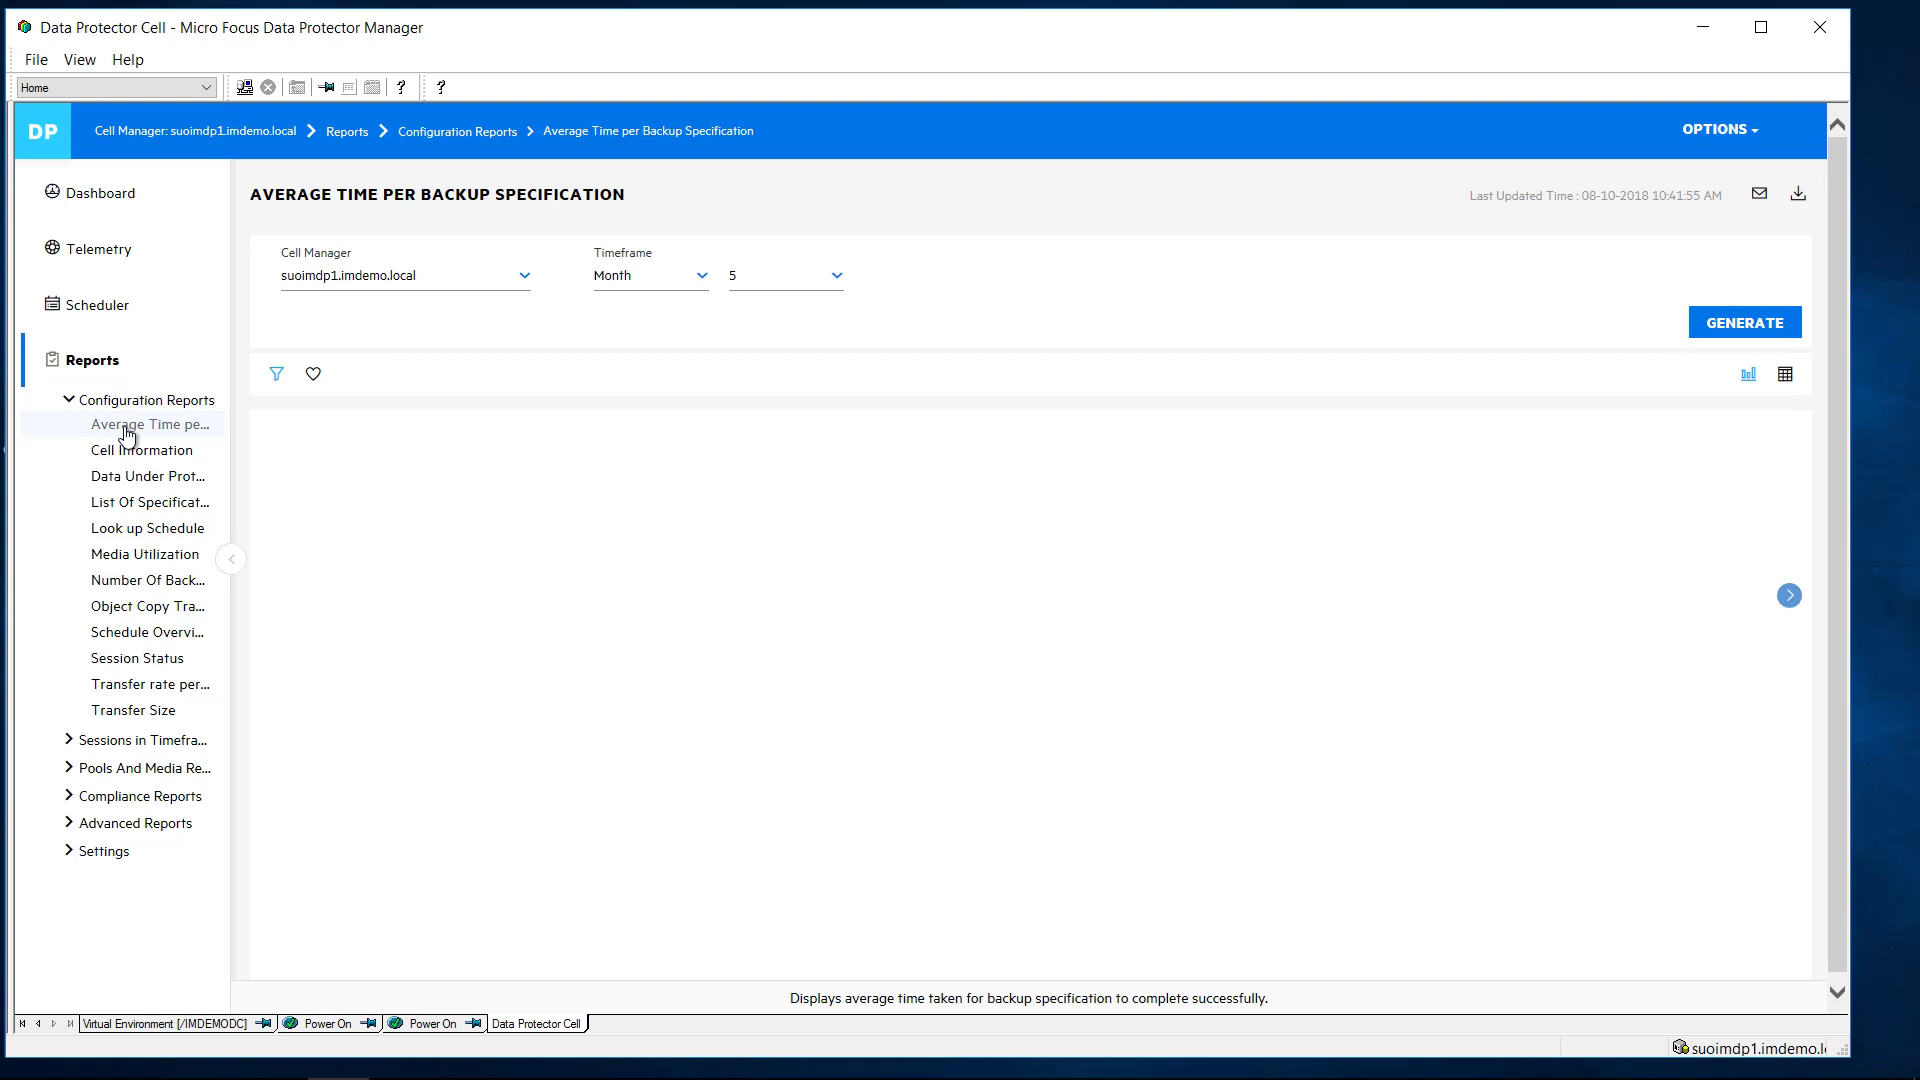 Data Protector Cell - Micro Focus Data Protector Manager
File View Help
Home
DP
Cell Manager: suoimdp1.imdemo.local > Reports > Configuration Reports > Average Time per Backup Specification
OPTIONS
Dashboard
Telemetry
Scheduler
Reports
Configuration Reports
Average Time pe...
Cell Information
Data Under Prot...
List Of Specificat...
Look up Schedule
Media Utilization
Number Of Back...
Object Copy Tra...
Schedule Overvi...
Session Status
Transfer rate per...
Transfer Size
Sessions in Timefra...
Pools And Media Re...
Compliance Reports
Advanced Reports
Settings
AVERAGE TIME PER BACKUP SPECIFICATION
Last Updated Time : 08-10-2018 10:41:55 AM
Cell Manager
suoimdp1.imdemo.local
Timeframe
Month 5
GENERATE
Displays average time taken for backup specification to complete successfully.
Virtual Environment [/IMDEMODC] Power On Power On Data Protector Cell
suoimdp1.imdemo.l